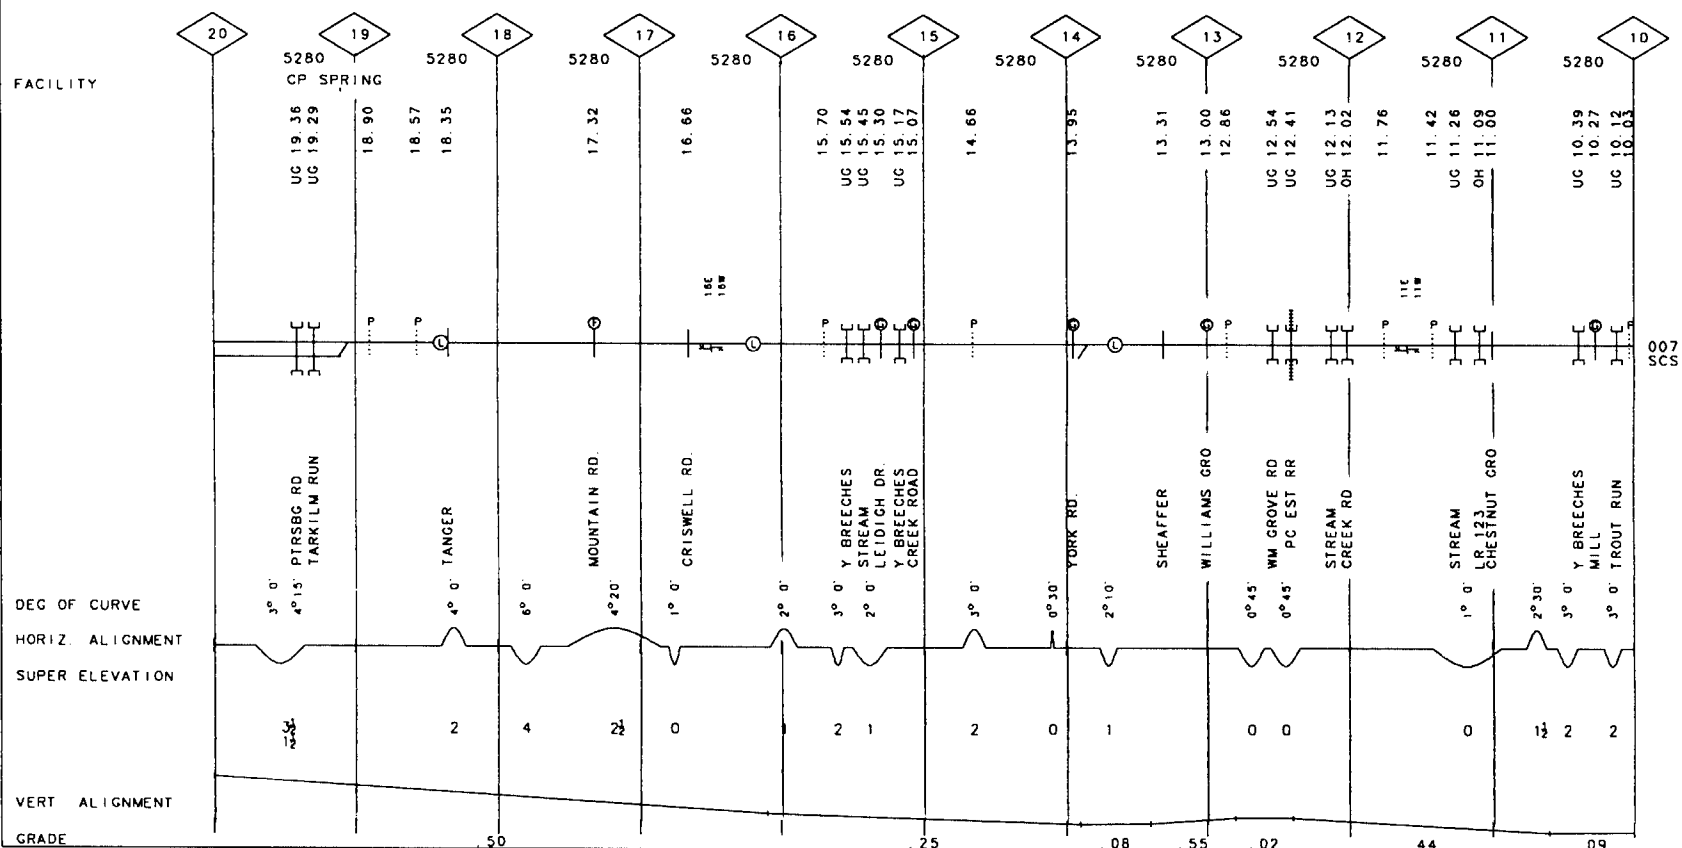 20 19 18 17 16 15 14 13 12 11 10
5280 5280 5280 5280 5280 5280 5280 5280 5280 5280
FACILITY
CP SPRING
UG 19.36
UG 19.29
18.90
18.57
18.35
17.32
16.66
15.70
UG 15.54
UG 15.45
15.30
UG 15.17
15.07
14.66
13.95
13.31
13.00
12.86
UG 12.54
UG 12.41
UG 12.13
OH 12.02
11.76
11.42
UG 11.26
OH 11.09
11.00
UG 10.39
10.27
UG 10.12
10.03
16E
16W
11E
11W
P P L F L P G G P G L G P P P G P
007
SCS
PTRSBG RD
TARKILM RUN
TANGER
MOUNTAIN RD.
CRISWELL RD.
Y BREECHES
STREAM
LEIDIGH DR.
Y BREECHES
CREEK ROAD
YORK RD.
SHEAFFER
WILLIAMS GRO
WM GROVE RD
PC EST RR
STREAM
CREEK RD
STREAM
LR 123
CHESTNUT GRO
Y BREECHES
MILL
TROUT RUN
DEG OF CURVE
3° 0' 4°15' 4° 0' 6° 0' 4°20' 1° 0' 2° 0' 3° 0' 2° 0' 3° 0' 0°30' 2°10' 0°45' 0°45' 1° 0' 2°30' 3° 0' 3° 0'
HORIZ. ALIGNMENT
SUPER ELEVATION
3½ 2 4 2½ 0 1 2 1 2 0 1 0 0 0 1½ 2 2
1½
VERT ALIGNMENT
GRADE .50 .25 .08 .55 .02 .44 .09